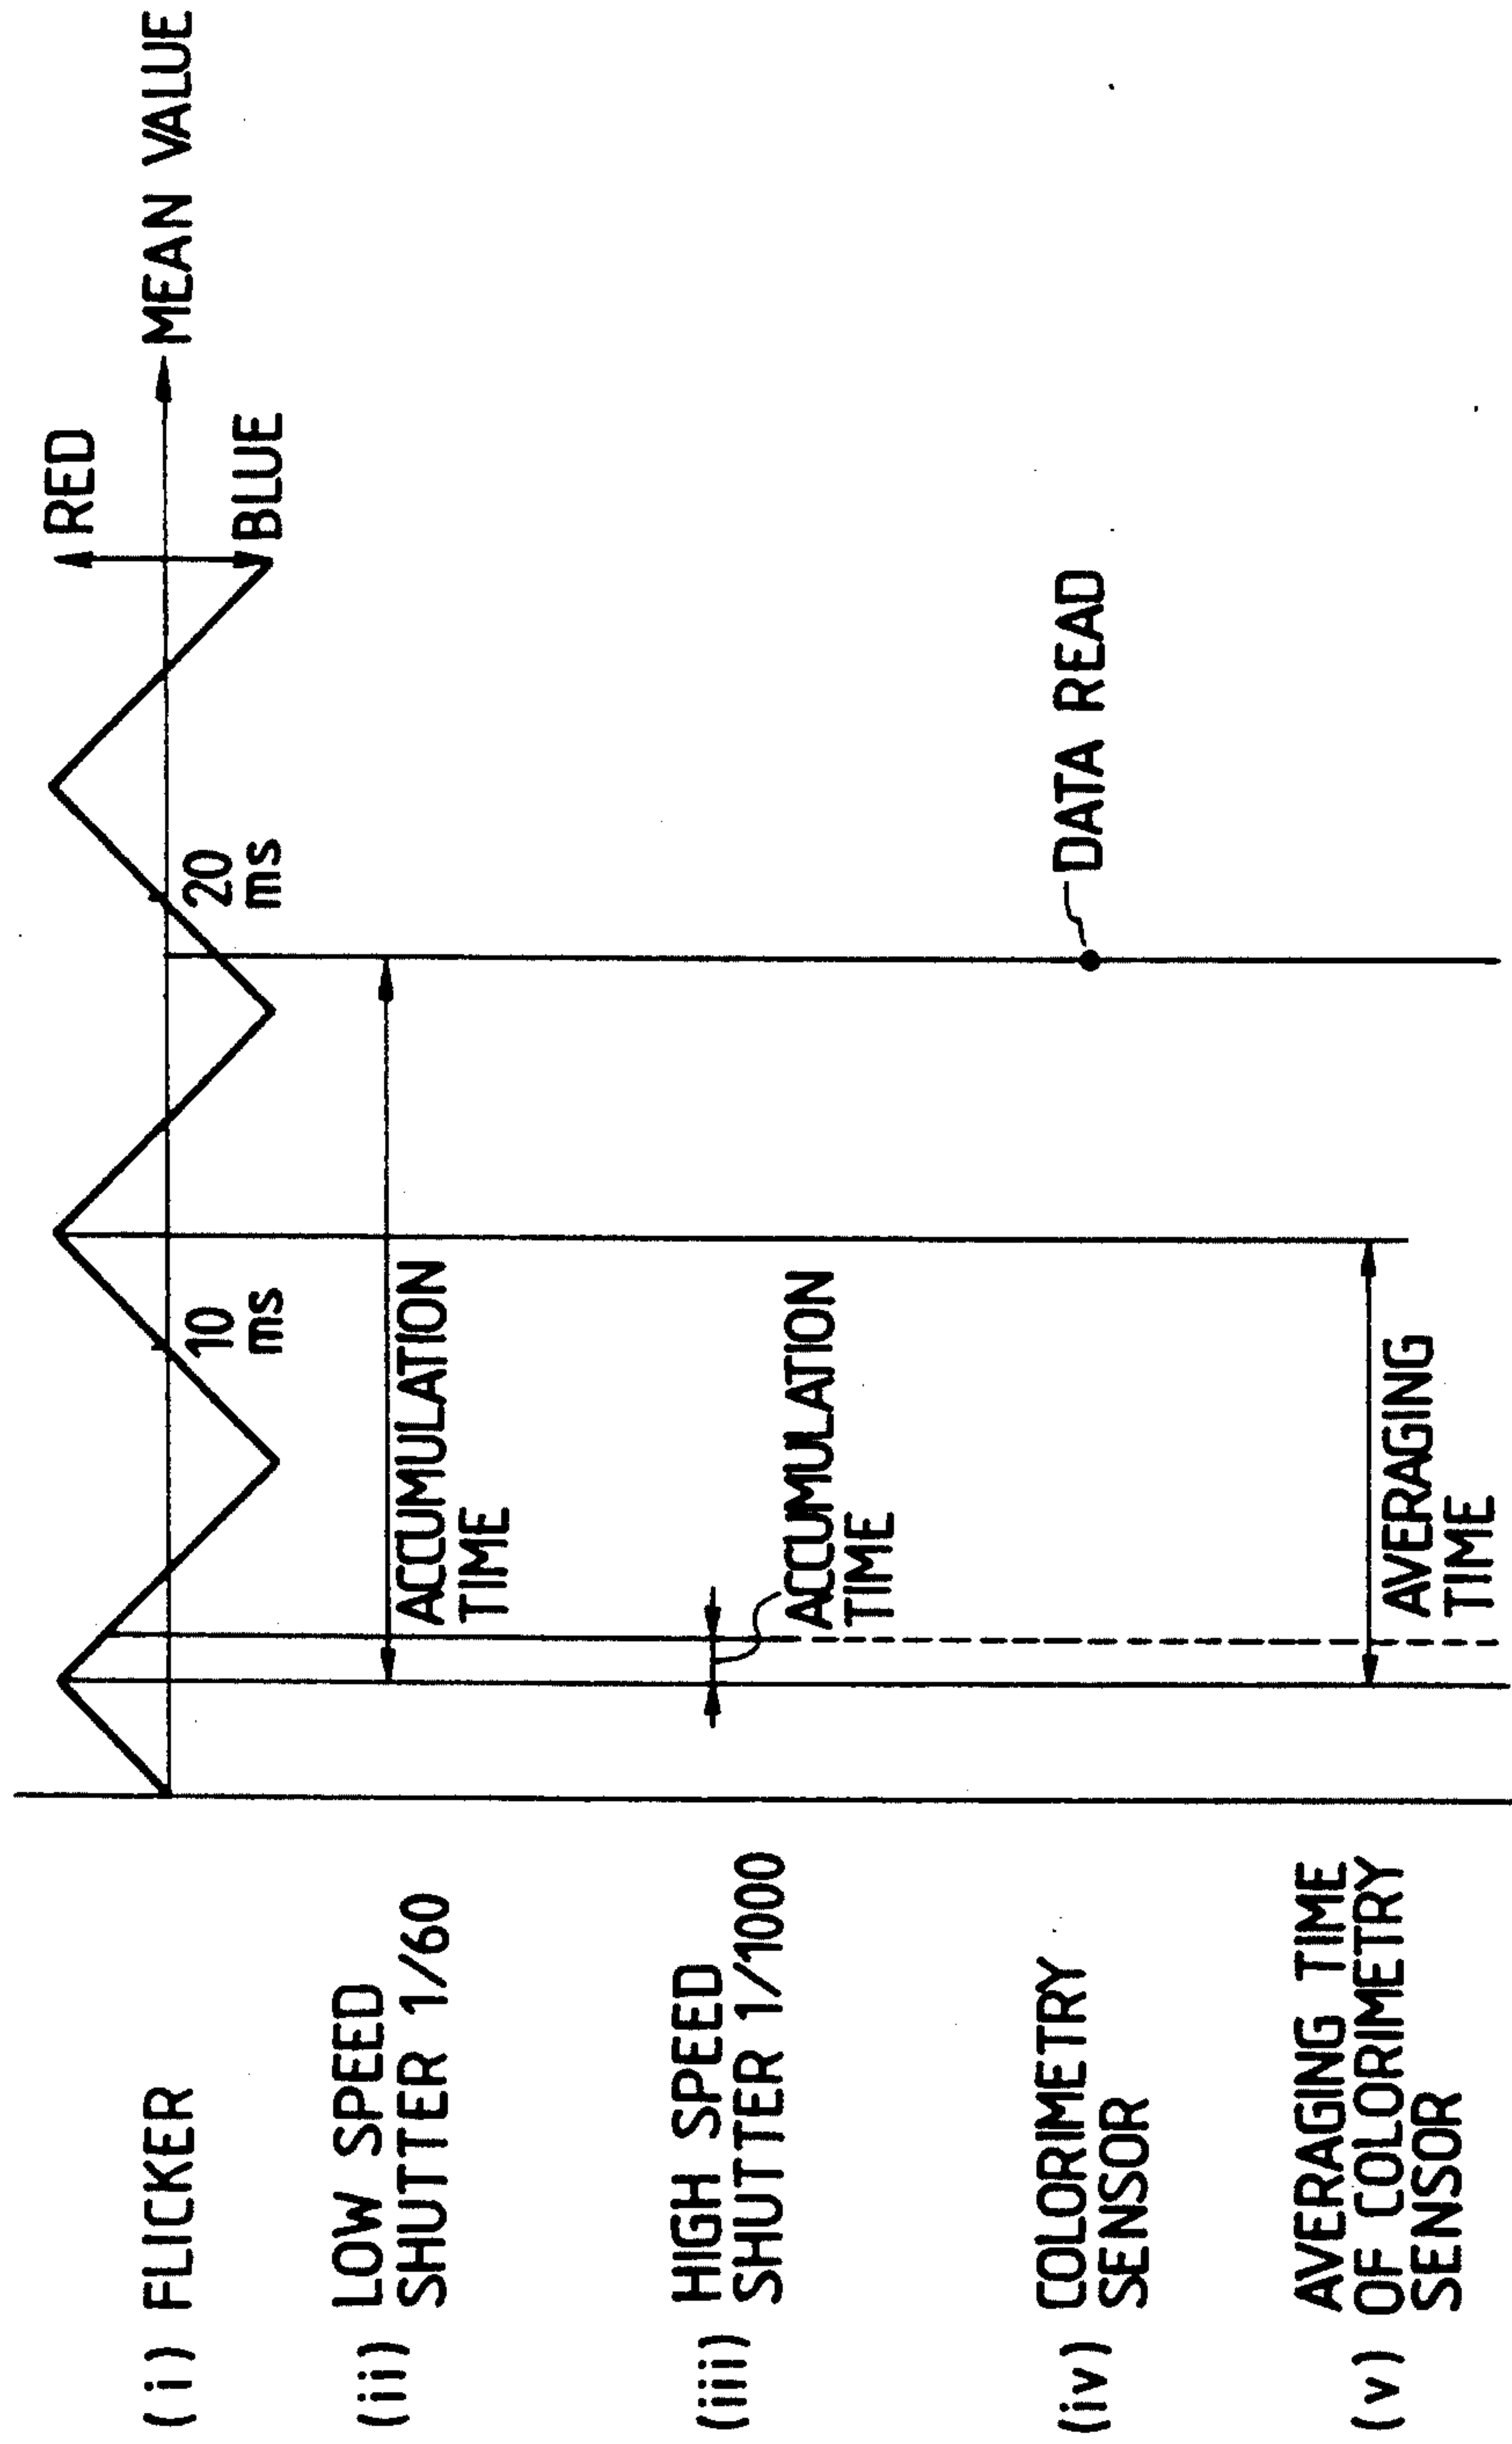 (i) FLICKER
RED
MEAN VALUE
BLUE
10
ms
20
ms
(ii) LOW SPEED
SHUTTER 1/60
ACCUMULATION
TIME
(iii) HIGH SPEED
SHUTTER 1/1000
ACCUMULATION
TIME
(iv) COLORIMETRY
SENSOR
DATA READ
(v) AVERAGING TIME
OF COLORIMETRY
SENSOR
AVERAGING
TIME